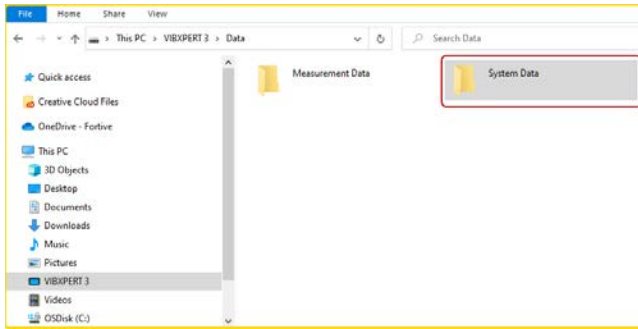 File Home Share View
This PC > VIBXPERT 3 > Data
Search Data
Quick access
Creative Cloud Files
OneDrive - Fortive
This PC
3D Objects
Desktop
Documents
Downloads
Music
Pictures
VIBXPERT 3
Videos
OSDisk (C:)
Measurement Data
System Data